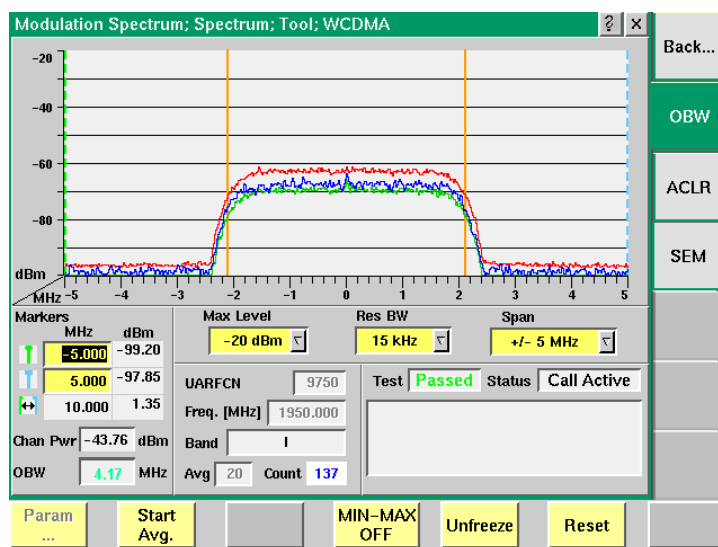 Modulation Spectrum; Spectrum; Tool; WCDMA ? x
Back...
OBW
ACLR
SEM
-20
-40
-60
-80
dBm
MHz -5 -4 -3 -2 -1 0 1 2 3 4 5
Markers
MHz dBm
-5.000 -99.20
5.000 -97.85
10.000 1.35
Chan Pwr -43.76 dBm
OBW 4.17 MHz
Max Level Res BW Span
-20 dBm 15 kHz +/- 5 MHz
UARFCN 9750
Freq. [MHz] 1950.000
Band I
Avg 20 Count 137
Test Passed Status Call Active
Param ...
Start Avg.
MIN-MAX OFF
Unfreeze
Reset